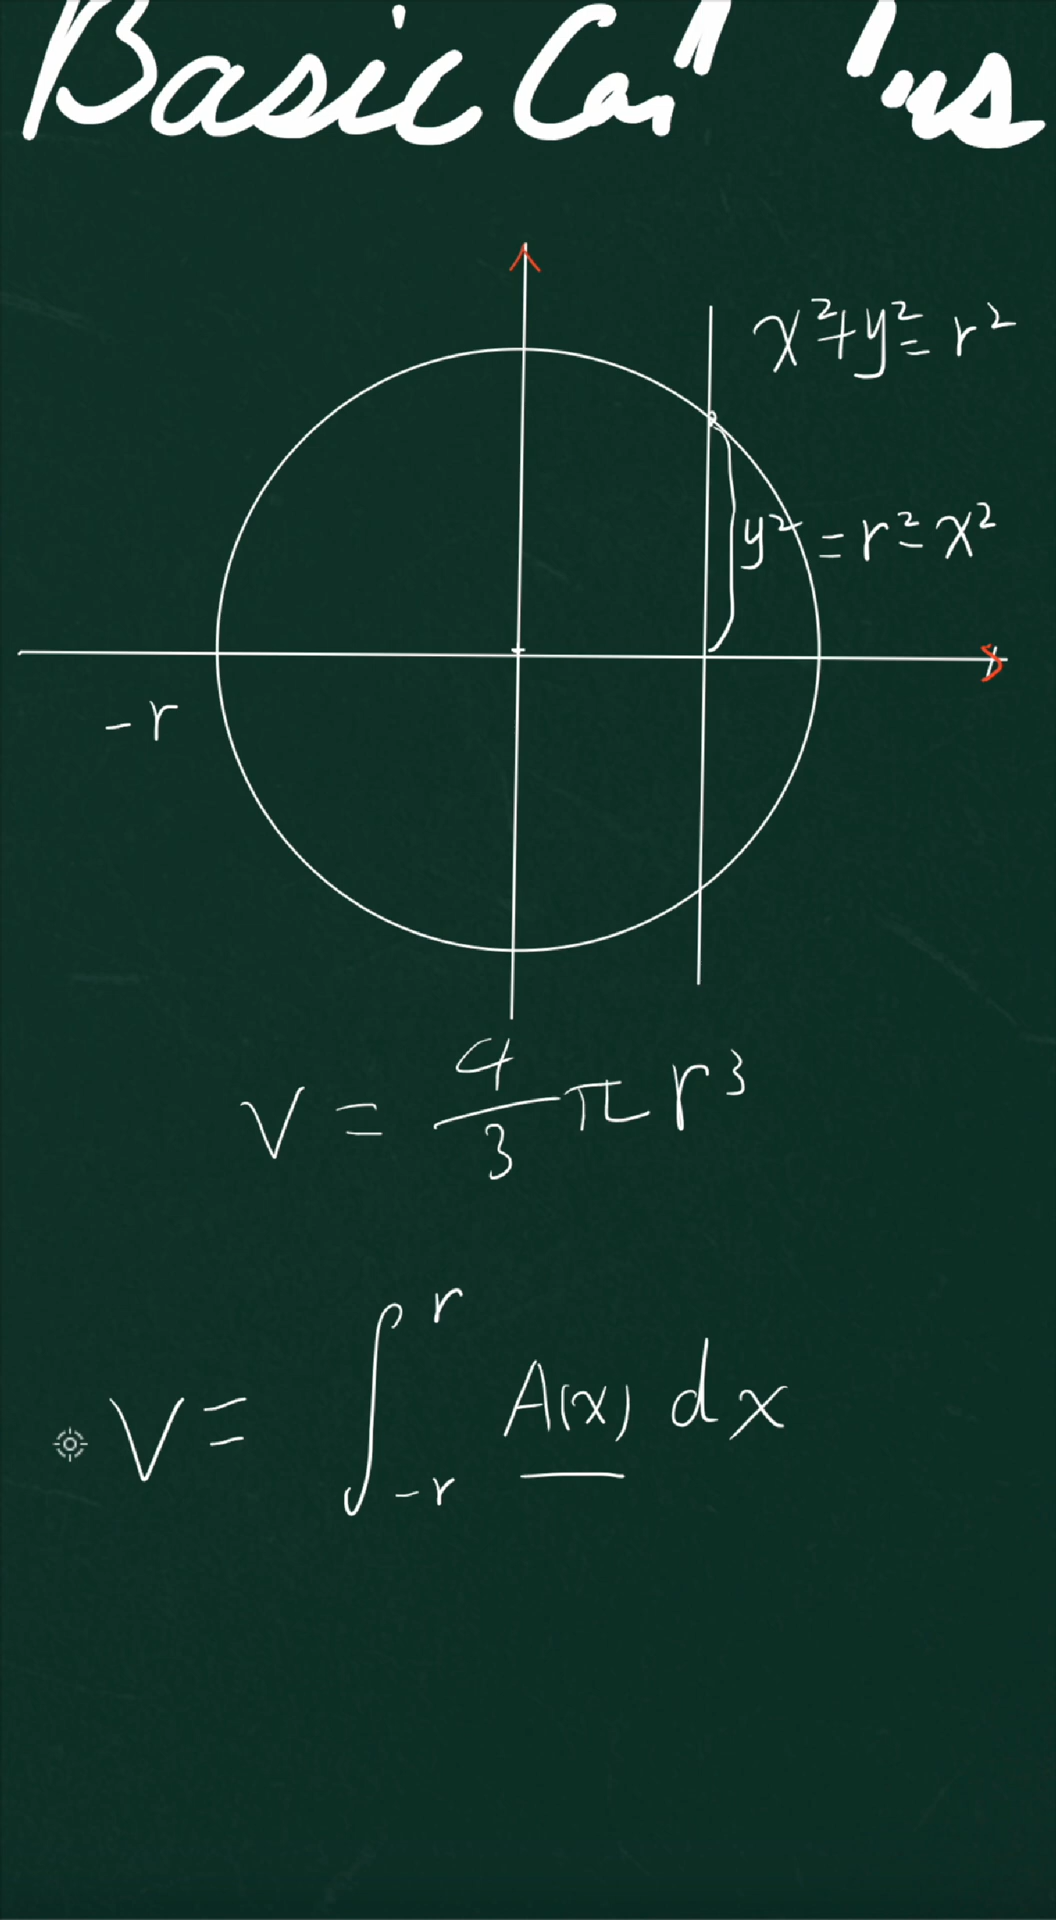 Basic
x²+y²=r²
y²=r²-x²
-r
V = 4/3 πr³
V = ∫_{-r}^{r} A(x) dx